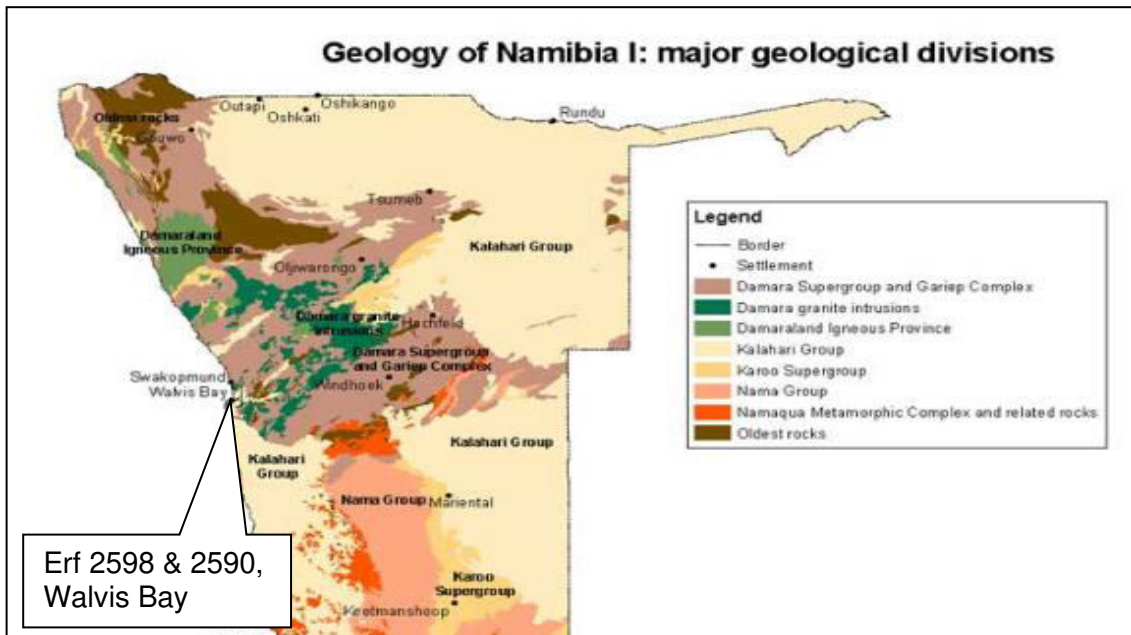 Geology of Namibia I: major geological divisions
Outapi
Oshikango
Oshkati
Rundu
Oldest rocks
Opuwo
Tsumeb
Damaraland
Igneous Province
Kalahari Group
Otjiwarongo
Damara granite
intrusions
Hochfeld
Damara Supergroup
and Gariep Complex
Swakopmund
Walvis Bay
Windhoek
Kalahari Group
Kalahari
Group
Nama Group
Mariental
Karoo
Supergroup
Keetmanshoop
Erf 2598 & 2590,
Walvis Bay
Legend
Border
Settlement
Damara Supergroup and Gariep Complex
Damara granite intrusions
Damaraland Igneous Province
Kalahari Group
Karoo Supergroup
Nama Group
Namaqua Metamorphic Complex and related rocks
Oldest rocks